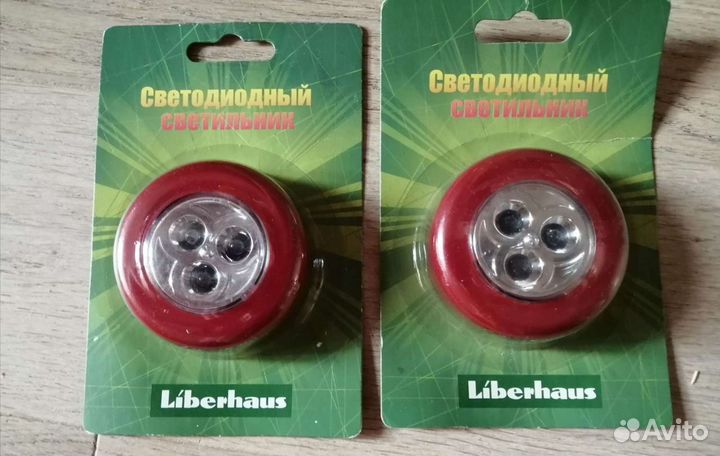 Светодиодный
светильник
Liberhaus
Светодиодный
светильник
Liberhaus
Avito